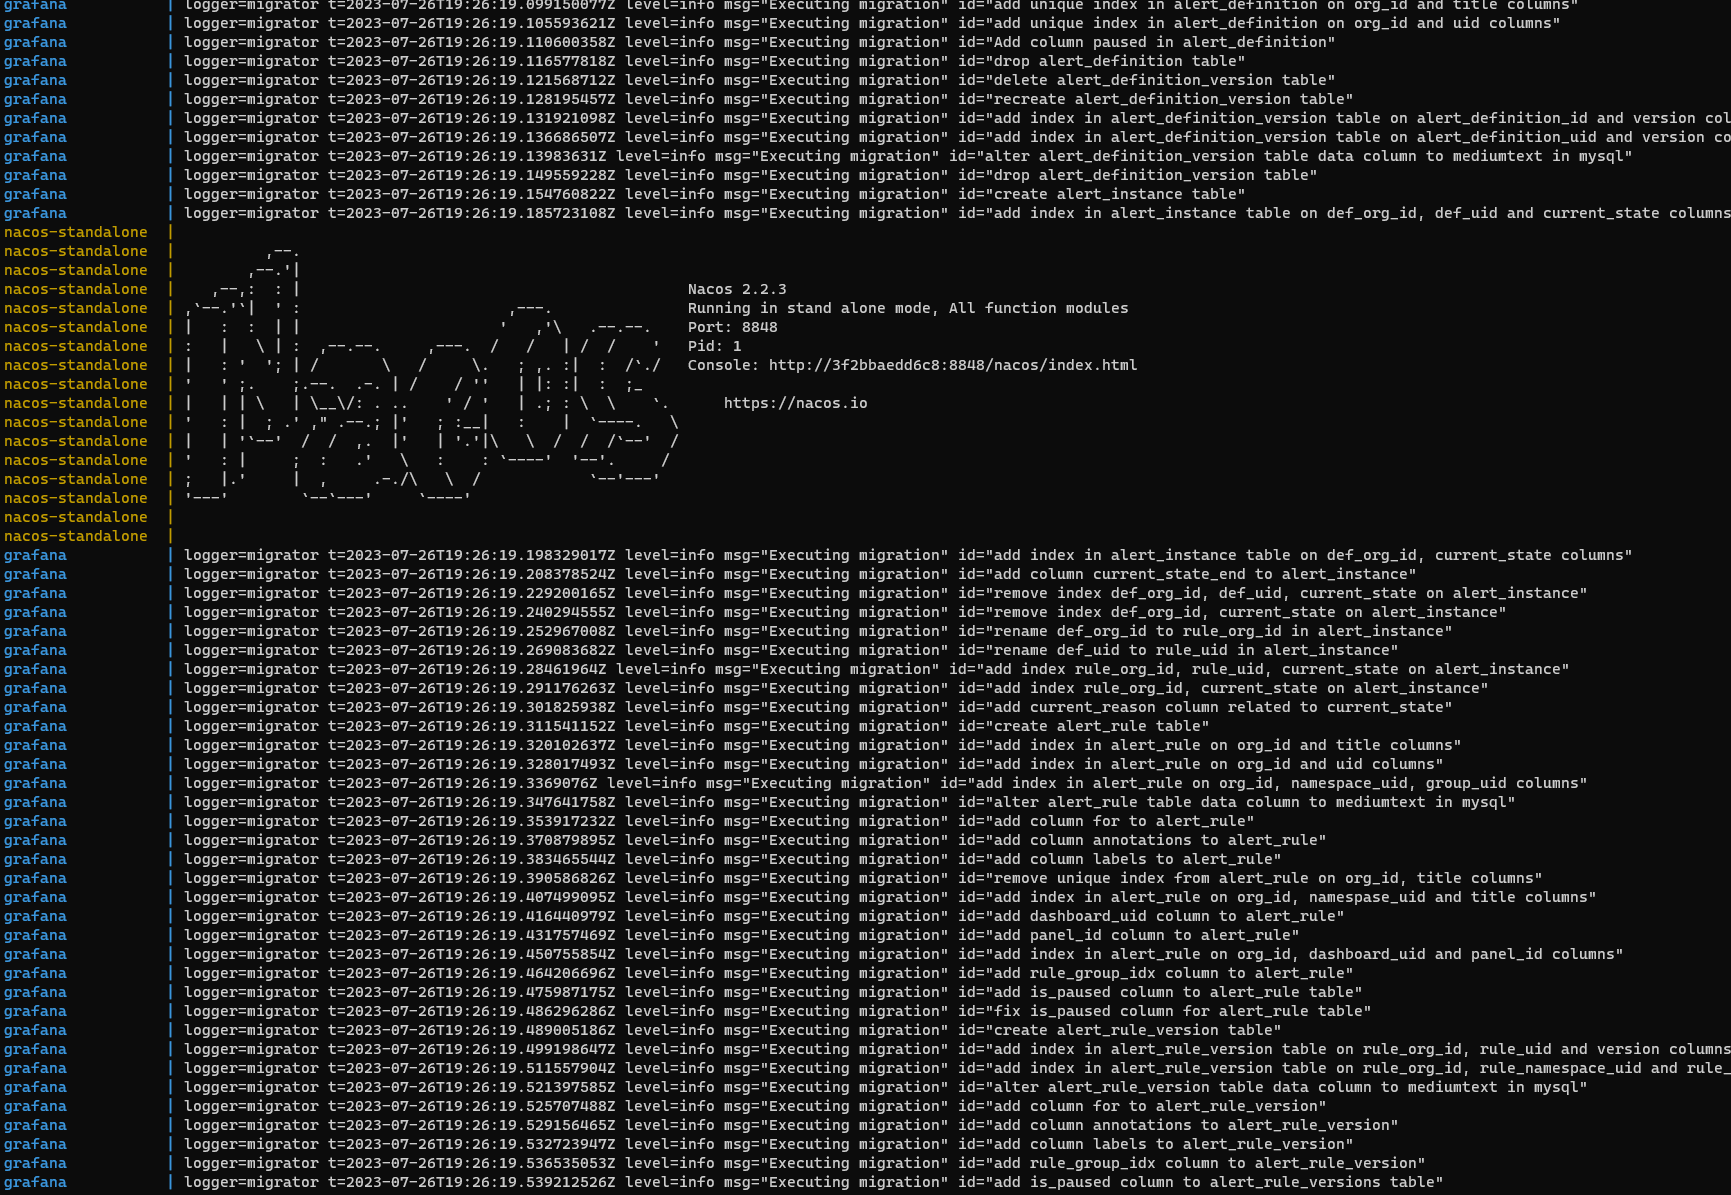 grafana | logger=migrator t=2023-07-26T19:26:19.099150077Z level=info msg="Executing migration" id="add unique index in alert_definition on org_id and title columns"
grafana | logger=migrator t=2023-07-26T19:26:19.105593621Z level=info msg="Executing migration" id="add unique index in alert_definition on org_id and uid columns"
grafana | logger=migrator t=2023-07-26T19:26:19.110600358Z level=info msg="Executing migration" id="Add column paused in alert_definition"
grafana | logger=migrator t=2023-07-26T19:26:19.116577818Z level=info msg="Executing migration" id="drop alert_definition table"
grafana | logger=migrator t=2023-07-26T19:26:19.121568712Z level=info msg="Executing migration" id="delete alert_definition_version table"
grafana | logger=migrator t=2023-07-26T19:26:19.128195457Z level=info msg="Executing migration" id="recreate alert_definition_version table"
grafana | logger=migrator t=2023-07-26T19:26:19.131921098Z level=info msg="Executing migration" id="add index in alert_definition_version table on alert_definition_id and version col
grafana | logger=migrator t=2023-07-26T19:26:19.136686507Z level=info msg="Executing migration" id="add index in alert_definition_version table on alert_definition_uid and version co
grafana | logger=migrator t=2023-07-26T19:26:19.13983631Z level=info msg="Executing migration" id="alter alert_definition_version table data column to mediumtext in mysql"
grafana | logger=migrator t=2023-07-26T19:26:19.149559228Z level=info msg="Executing migration" id="drop alert_definition_version table"
grafana | logger=migrator t=2023-07-26T19:26:19.154760822Z level=info msg="Executing migration" id="create alert_instance table"
grafana | logger=migrator t=2023-07-26T19:26:19.185723108Z level=info msg="Executing migration" id="add index in alert_instance table on def_org_id, def_uid and current_state columns
nacos-standalone |
nacos-standalone |         ,--.
nacos-standalone |       ,--.'|
nacos-standalone |   ,--,:  : |                                           Nacos 2.2.3
nacos-standalone | ,`--.'`|  ' :                       ,---.               Running in stand alone mode, All function modules
nacos-standalone | |   :  :  | |                      '   ,'\   .--.--.    Port: 8848
nacos-standalone | :   |   \ | :  ,--.--.     ,---.  /   /   | /  /    '   Pid: 1
nacos-standalone | |   : '  '; | /       \   /     \.   ; ,. :|  :  /`./   Console: http://3f2bbaedd6c8:8848/nacos/index.html
nacos-standalone | '   ' ;.    ;.--.  .-. | /    / ''   | |: :|  :  ;_
nacos-standalone | |   | | \   | \__\/: . ..    ' / '   | .; : \  \    `.      https://nacos.io
nacos-standalone | '   : |  ; .' ," .--.; |'   ; :__|   :    |  `----.   \
nacos-standalone | |   | '`--'  /  /  ,.  |'   | '.'|\   \  /  /  /`--'  /
nacos-standalone | '   : |     ;  :   .'   \   :    : `----'  '--'.     /
nacos-standalone | ;   |.'     |  ,     .-./\   \  /            `--'---'
nacos-standalone | '---'        `--`---'     `----'
nacos-standalone |
nacos-standalone |
grafana | logger=migrator t=2023-07-26T19:26:19.198329017Z level=info msg="Executing migration" id="add index in alert_instance table on def_org_id, current_state columns"
grafana | logger=migrator t=2023-07-26T19:26:19.208378524Z level=info msg="Executing migration" id="add column current_state_end to alert_instance"
grafana | logger=migrator t=2023-07-26T19:26:19.229200165Z level=info msg="Executing migration" id="remove index def_org_id, def_uid, current_state on alert_instance"
grafana | logger=migrator t=2023-07-26T19:26:19.240294555Z level=info msg="Executing migration" id="remove index def_org_id, current_state on alert_instance"
grafana | logger=migrator t=2023-07-26T19:26:19.252967008Z level=info msg="Executing migration" id="rename def_org_id to rule_org_id in alert_instance"
grafana | logger=migrator t=2023-07-26T19:26:19.269083682Z level=info msg="Executing migration" id="rename def_uid to rule_uid in alert_instance"
grafana | logger=migrator t=2023-07-26T19:26:19.28461964Z level=info msg="Executing migration" id="add index rule_org_id, rule_uid, current_state on alert_instance"
grafana | logger=migrator t=2023-07-26T19:26:19.291176263Z level=info msg="Executing migration" id="add index rule_org_id, current_state on alert_instance"
grafana | logger=migrator t=2023-07-26T19:26:19.301825938Z level=info msg="Executing migration" id="add current_reason column related to current_state"
grafana | logger=migrator t=2023-07-26T19:26:19.311541152Z level=info msg="Executing migration" id="create alert_rule table"
grafana | logger=migrator t=2023-07-26T19:26:19.320102637Z level=info msg="Executing migration" id="add index in alert_rule on org_id and title columns"
grafana | logger=migrator t=2023-07-26T19:26:19.328017493Z level=info msg="Executing migration" id="add index in alert_rule on org_id and uid columns"
grafana | logger=migrator t=2023-07-26T19:26:19.3369076Z level=info msg="Executing migration" id="add index in alert_rule on org_id, namespace_uid, group_uid columns"
grafana | logger=migrator t=2023-07-26T19:26:19.347641758Z level=info msg="Executing migration" id="alter alert_rule table data column to mediumtext in mysql"
grafana | logger=migrator t=2023-07-26T19:26:19.353917232Z level=info msg="Executing migration" id="add column for to alert_rule"
grafana | logger=migrator t=2023-07-26T19:26:19.370879895Z level=info msg="Executing migration" id="add column annotations to alert_rule"
grafana | logger=migrator t=2023-07-26T19:26:19.383465544Z level=info msg="Executing migration" id="add column labels to alert_rule"
grafana | logger=migrator t=2023-07-26T19:26:19.390586826Z level=info msg="Executing migration" id="remove unique index from alert_rule on org_id, title columns"
grafana | logger=migrator t=2023-07-26T19:26:19.407499095Z level=info msg="Executing migration" id="add index in alert_rule on org_id, namespase_uid and title columns"
grafana | logger=migrator t=2023-07-26T19:26:19.416440979Z level=info msg="Executing migration" id="add dashboard_uid column to alert_rule"
grafana | logger=migrator t=2023-07-26T19:26:19.431757469Z level=info msg="Executing migration" id="add panel_id column to alert_rule"
grafana | logger=migrator t=2023-07-26T19:26:19.450755854Z level=info msg="Executing migration" id="add index in alert_rule on org_id, dashboard_uid and panel_id columns"
grafana | logger=migrator t=2023-07-26T19:26:19.464206696Z level=info msg="Executing migration" id="add rule_group_idx column to alert_rule"
grafana | logger=migrator t=2023-07-26T19:26:19.475987175Z level=info msg="Executing migration" id="add is_paused column to alert_rule table"
grafana | logger=migrator t=2023-07-26T19:26:19.486296286Z level=info msg="Executing migration" id="fix is_paused column for alert_rule table"
grafana | logger=migrator t=2023-07-26T19:26:19.489005186Z level=info msg="Executing migration" id="create alert_rule_version table"
grafana | logger=migrator t=2023-07-26T19:26:19.499198647Z level=info msg="Executing migration" id="add index in alert_rule_version table on rule_org_id, rule_uid and version columns
grafana | logger=migrator t=2023-07-26T19:26:19.511557904Z level=info msg="Executing migration" id="add index in alert_rule_version table on rule_org_id, rule_namespace_uid and rule_
grafana | logger=migrator t=2023-07-26T19:26:19.521397585Z level=info msg="Executing migration" id="alter alert_rule_version table data column to mediumtext in mysql"
grafana | logger=migrator t=2023-07-26T19:26:19.525707488Z level=info msg="Executing migration" id="add column for to alert_rule_version"
grafana | logger=migrator t=2023-07-26T19:26:19.529156465Z level=info msg="Executing migration" id="add column annotations to alert_rule_version"
grafana | logger=migrator t=2023-07-26T19:26:19.532723947Z level=info msg="Executing migration" id="add column labels to alert_rule_version"
grafana | logger=migrator t=2023-07-26T19:26:19.536535053Z level=info msg="Executing migration" id="add rule_group_idx column to alert_rule_version"
grafana | logger=migrator t=2023-07-26T19:26:19.539212526Z level=info msg="Executing migration" id="add is_paused column to alert_rule_versions table"